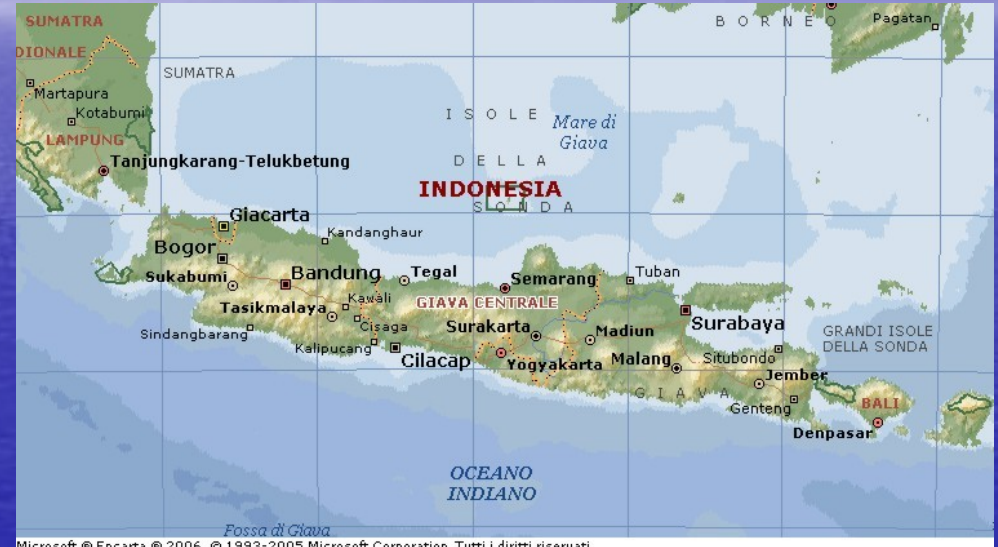 SUMATRA
DIONALE
Martapura
Kotabumi
LAMPUNG
Tanjungkarang-Telukbetung
SUMATRA
BORNEO
Pagatan
ISOLE
DELLA
SONDA
Mare di
Giava
INDONESIA
Giacarta
Kandanghaur
Bogor
Sukabumi
Bandung
Tegal
Semarang
Tuban
Tasikmalaya
Kawali
GIAVA CENTRALE
Cisaga
Sindangbarang
Kalipucang
Cilacap
Surakarta
Yogyakarta
Madiun
Surabaya
Malang
Situbondo
GRANDI ISOLE
DELLA SONDA
Jember
GIAVA
Genteng
BALI
Denpasar
OCEANO
INDIANO
Fossa di Giava
Microsoft ® Encarta ® 2006. © 1993-2005 Microsoft Corporation. Tutti i diritti riservati.